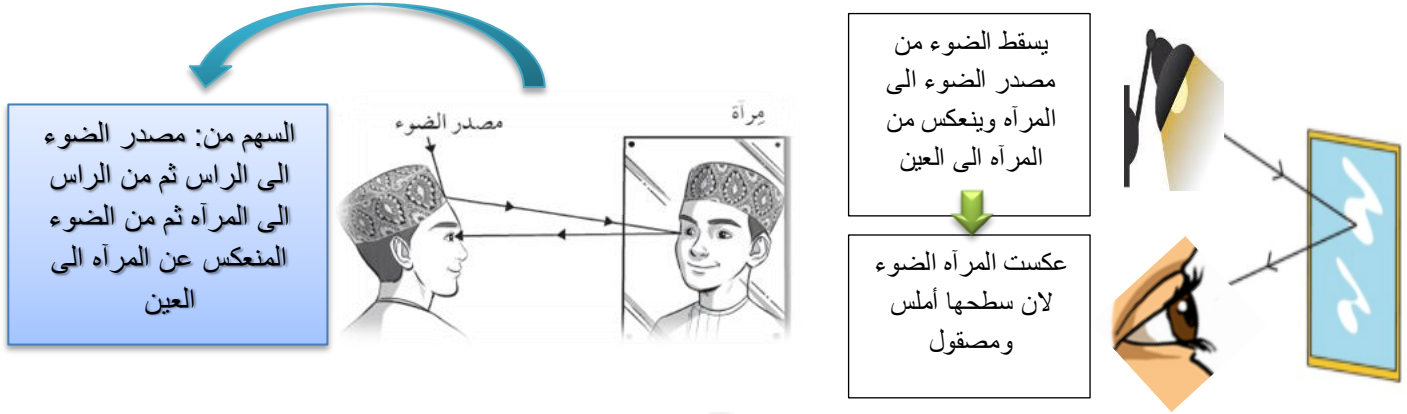 يسقط الضوء من
مصدر الضوء الى
المرآه وينعكس من
المرآه الى العين
عكست المرآه الضوء
لان سطحها أملس
ومصقول
مِرآة
مصدر الضوء
السهم من: مصدر الضوء
الى الراس ثم من الراس
الى المرآه ثم من الضوء
المنعكس عن المرآه الى
العين